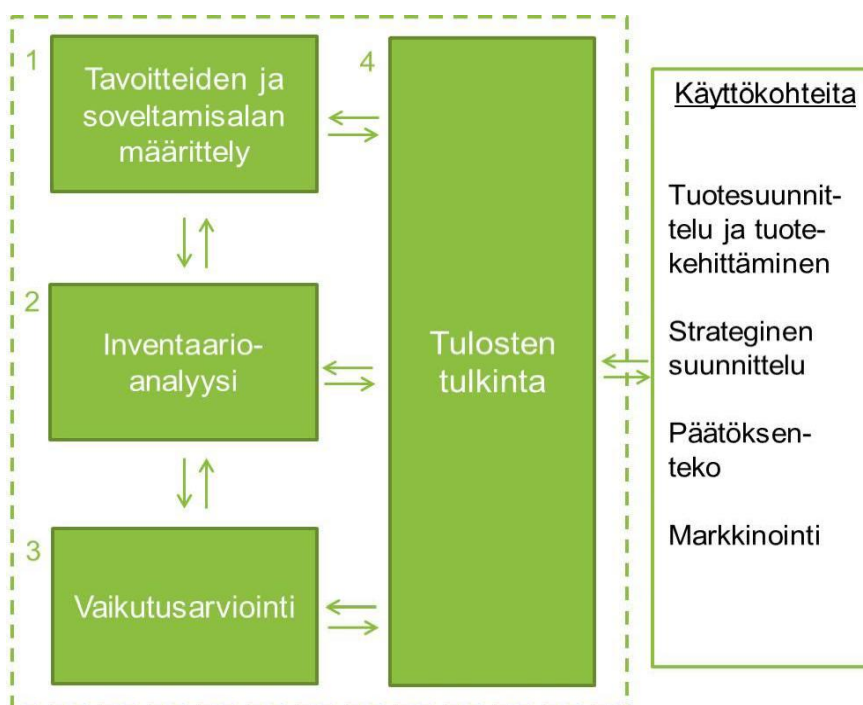 1
Tavoitteiden ja
soveltamisalan
määrittely
2
Inventaario-
analyysi
3
Vaikutusarviointi
4
Tulosten
tulkinta
Käyttökohteita
Tuotesuunnit-
telu ja tuote-
kehittäminen
Strateginen
suunnittelu
Päätöksen-
teko
Markkinointi